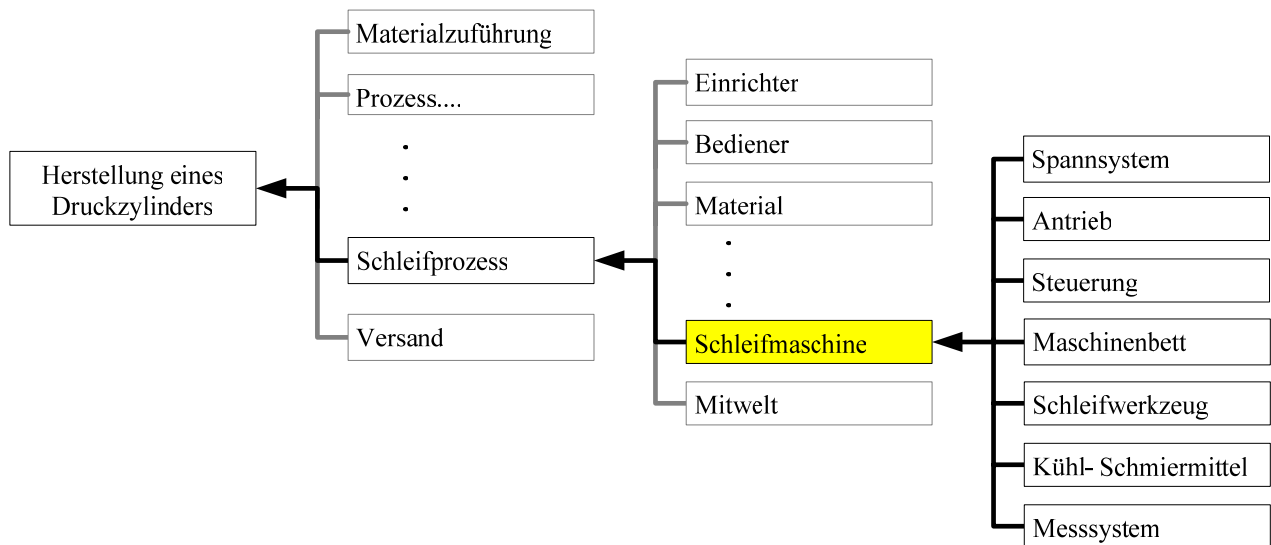 Herstellung eines
Druckzylinders
Materialzuführung
Prozess....
Schleifprozess
Versand
Einrichter
Bediener
Material
Schleifmaschine
Mitwelt
Spannsystem
Antrieb
Steuerung
Maschinenbett
Schleifwerkzeug
Kühl- Schmiermittel
Messsystem